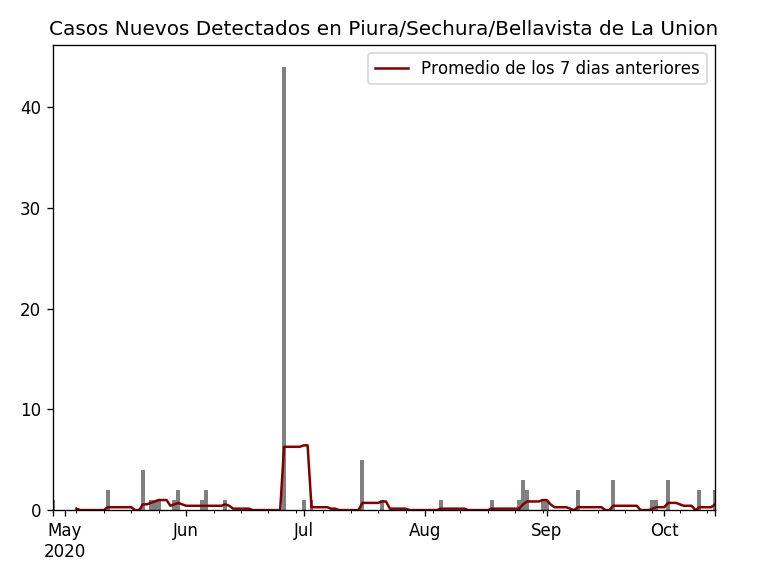 Casos Nuevos Detectados en Piura/Sechura/Bellavista de La Union
Promedio de los 7 dias anteriores
40
30
20
10
0
May Jun Jul Aug Sep Oct
2020